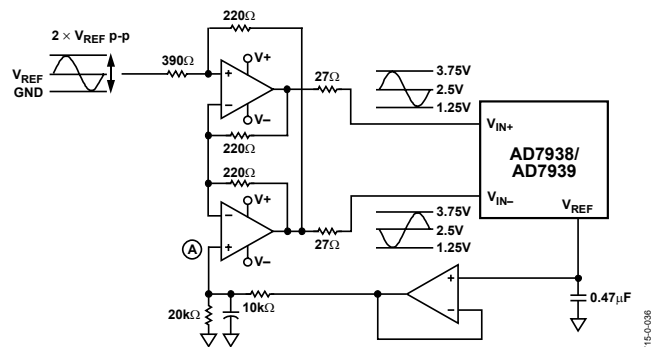 2 × VREF p-p
VREF
GND
390Ω
220Ω
V+
+
–
V–
27Ω
3.75V
2.5V
1.25V
220Ω
220Ω
V+
–
+
V–
A
27Ω
3.75V
2.5V
1.25V
VIN+
AD7938/
AD7939
VIN–
VREF
20kΩ
10kΩ
+
–
0.47μF
15-0-036